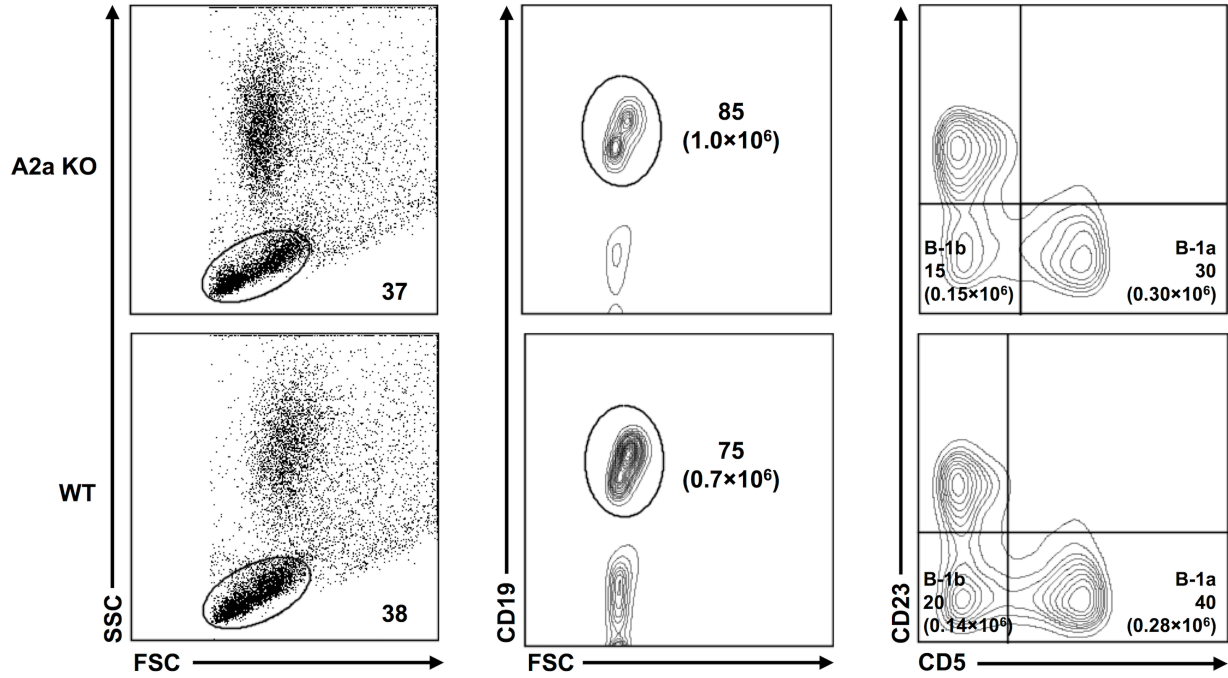 A2a KO
37
85
(1.0×10⁶)
B-1b
15
(0.15×10⁶)
B-1a
30
(0.30×10⁶)
WT
38
75
(0.7×10⁶)
B-1b
20
(0.14×10⁶)
B-1a
40
(0.28×10⁶)
SSC
FSC
CD19
FSC
CD23
CD5